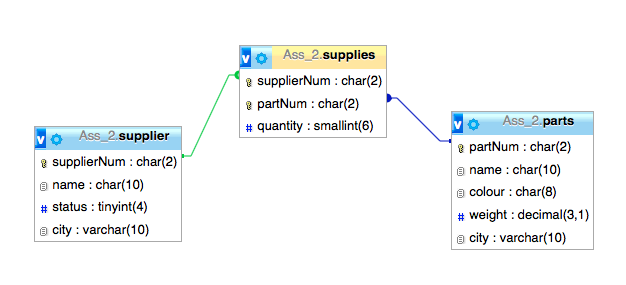 v Ass_2.supplies
supplierNum : char(2)
partNum : char(2)
# quantity : smallint(6)
v Ass_2.supplier
supplierNum : char(2)
name : char(10)
# status : tinyint(4)
city : varchar(10)
v Ass_2.parts
partNum : char(2)
name : char(10)
colour : char(8)
# weight : decimal(3,1)
city : varchar(10)